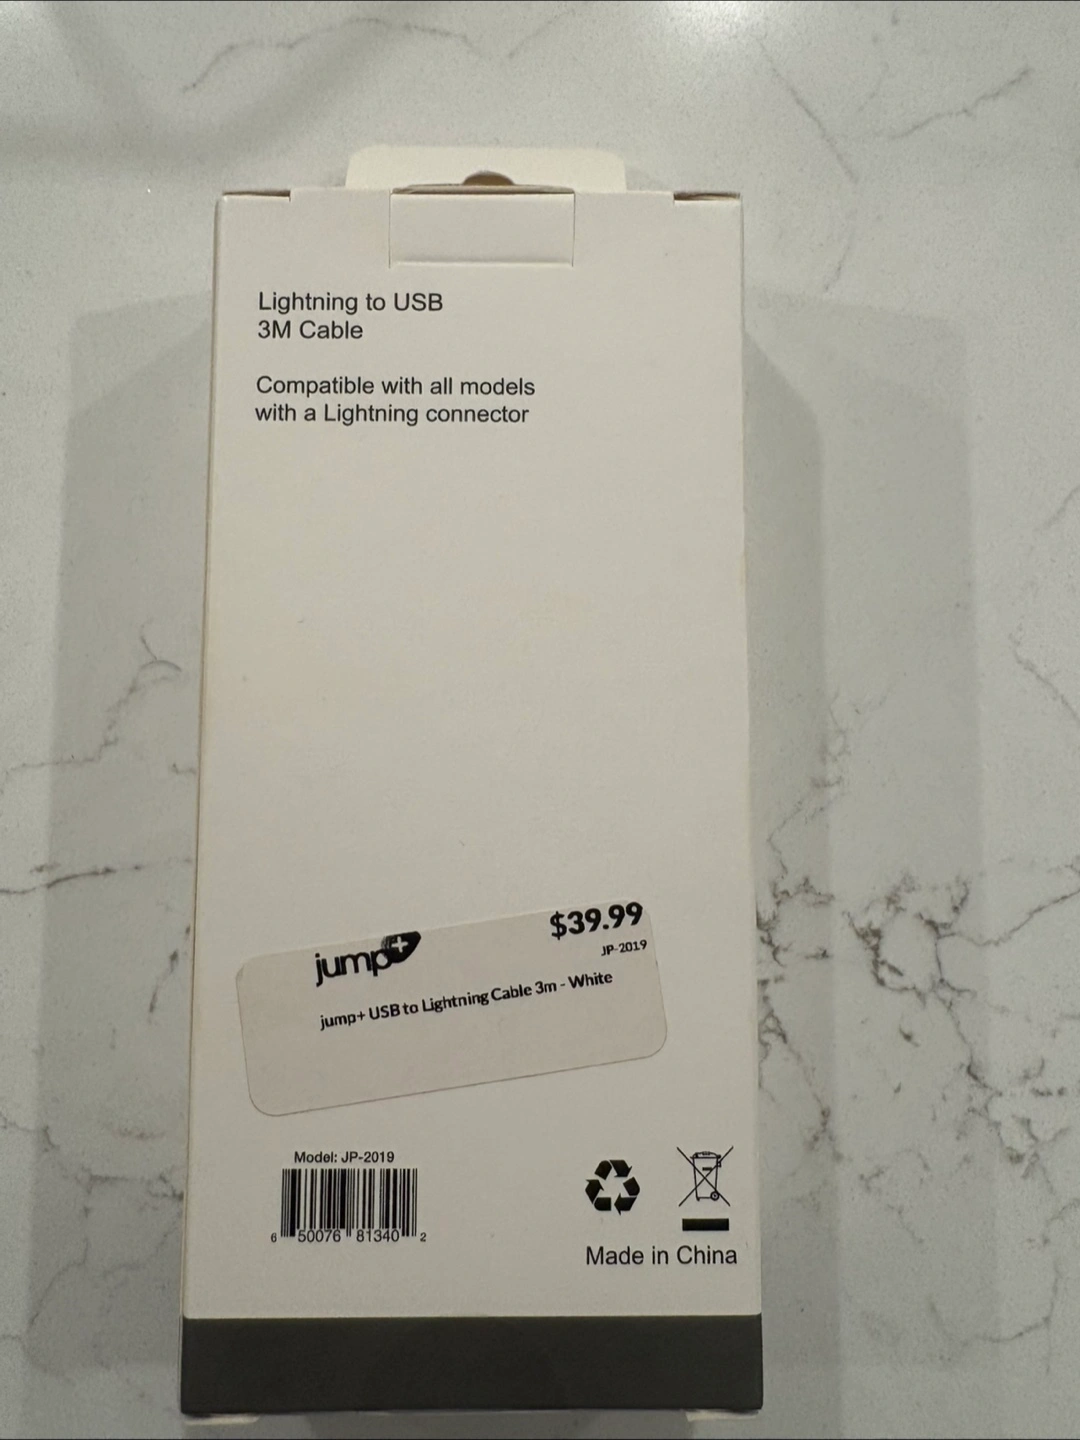 Lightning to USB
3M Cable
Compatible with all models
with a Lightning connector
$39.99
jump+
JP-2019
jump+ USB to Lightning Cable 3m - White
Model: JP-2019
6 50076 81340 2
Made in China